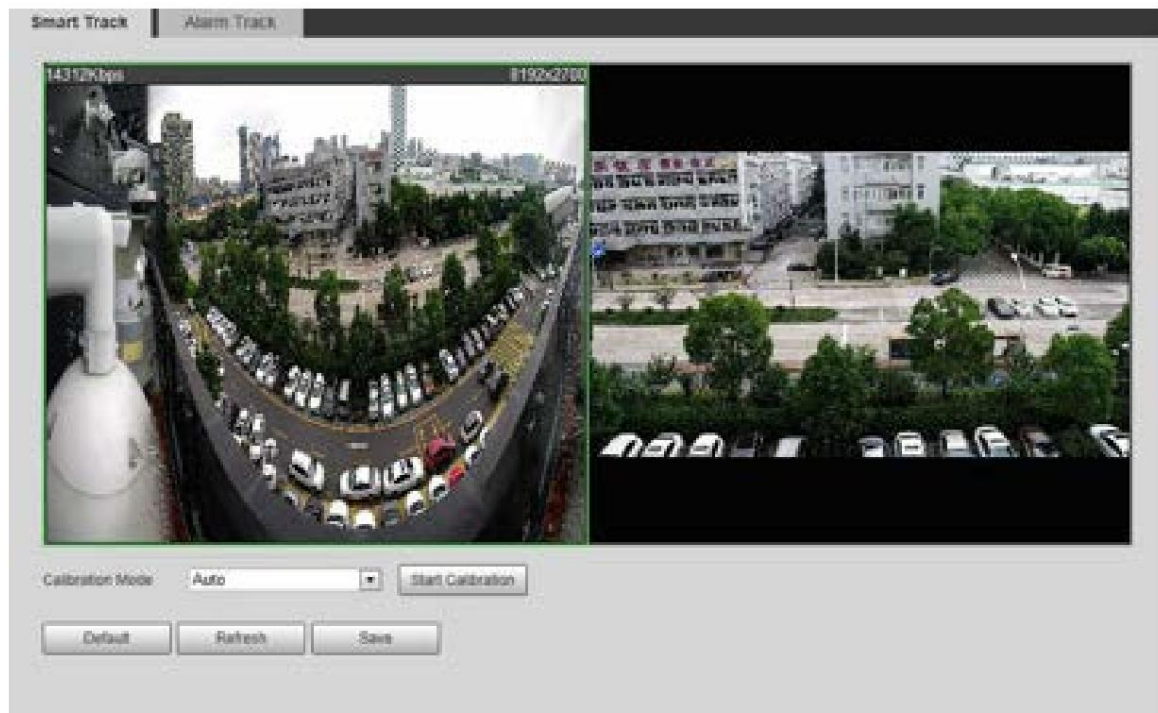 Smart Track
Alarm Track
14312Kbps
8192x2700
Calibration Mode
Auto
Start Calibration
Default
Refresh
Save